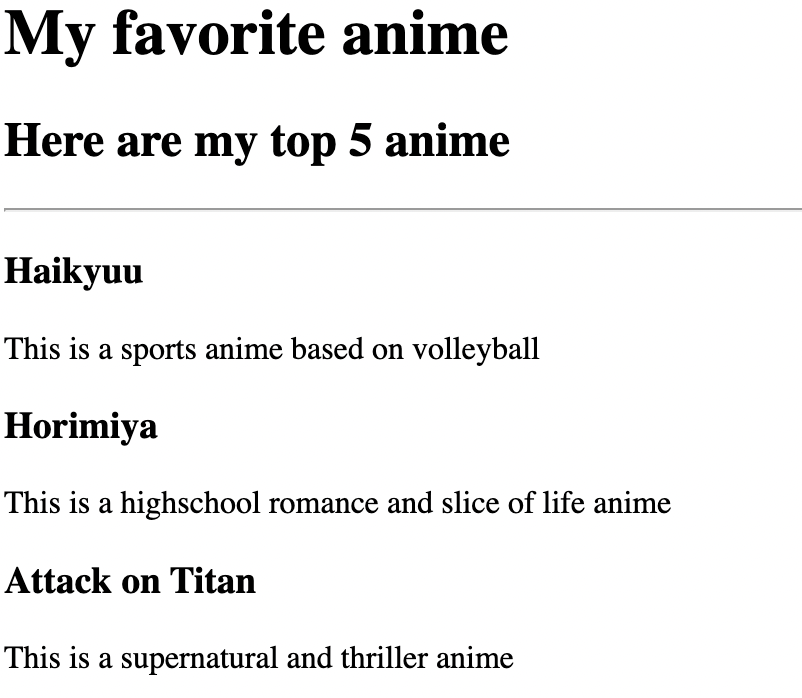 My favorite anime
Here are my top 5 anime
Haikyuu
This is a sports anime based on volleyball
Horimiya
This is a highschool romance and slice of life anime
Attack on Titan
This is a supernatural and thriller anime